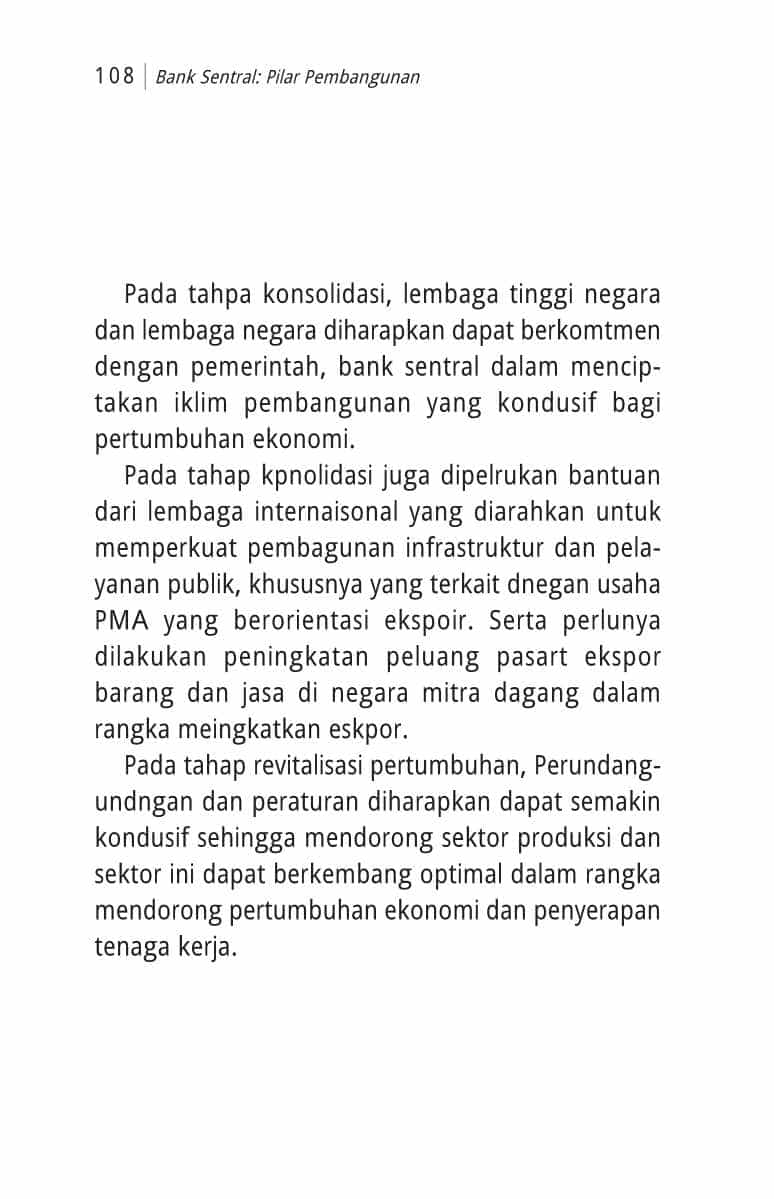 108 | Bank Sentral: Pilar Pembangunan
Pada tahpa konsolidasi, lembaga tinggi negara
dan lembaga negara diharapkan dapat berkomtmen
dengan pemerintah, bank sentral dalam mencip-
takan iklim pembangunan yang kondusif bagi
pertumbuhan ekonomi.
Pada tahap kpnolidasi juga dipelrukan bantuan
dari lembaga internaisonal yang diarahkan untuk
memperkuat pembagunan infrastruktur dan pela-
yanan publik, khususnya yang terkait dnegan usaha
PMA yang berorientasi ekspoir. Serta perlunya
dilakukan peningkatan peluang pasart ekspor
barang dan jasa di negara mitra dagang dalam
rangka meingkatkan eskpor.
Pada tahap revitalisasi pertumbuhan, Perundang-
undngan dan peraturan diharapkan dapat semakin
kondusif sehingga mendorong sektor produksi dan
sektor ini dapat berkembang optimal dalam rangka
mendorong pertumbuhan ekonomi dan penyerapan
tenaga kerja.